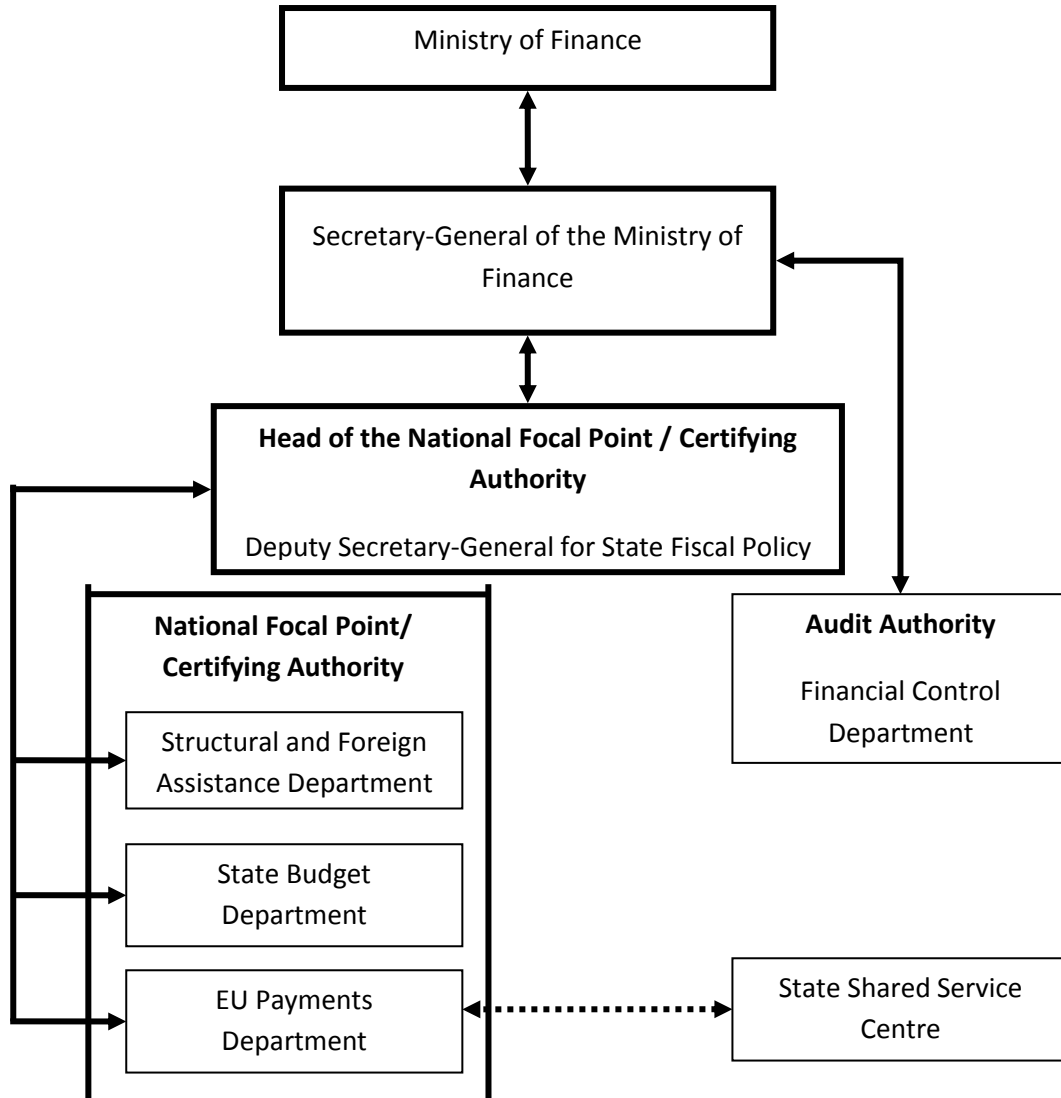 Ministry of Finance
Secretary-General of the Ministry of
Finance
Head of the National Focal Point / Certifying
Authority
Deputy Secretary-General for State Fiscal Policy
National Focal Point/
Certifying Authority
Structural and Foreign
Assistance Department
State Budget
Department
EU Payments
Department
Audit Authority
Financial Control
Department
State Shared Service
Centre